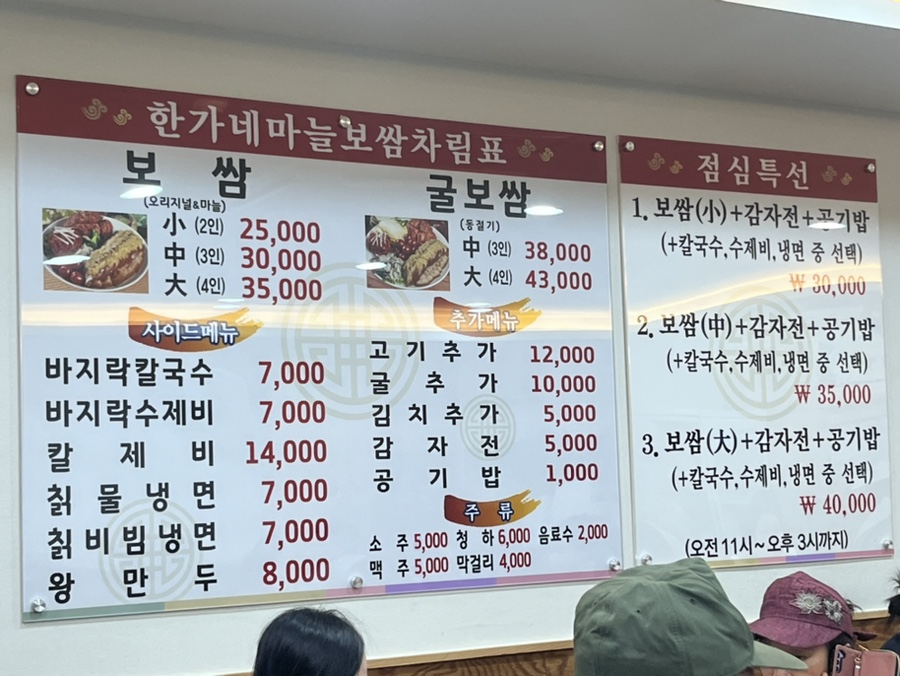 한가네마늘보쌈차림표
보 쌈
(오리지널&마늘)
小 (2인) 25,000
中 (3인) 30,000
大 (4인) 35,000
사이드메뉴
바지락칼국수 7,000
바지락수제비 7,000
칼 제 비 14,000
칡 물 냉 면 7,000
칡 비 빔 냉 면 7,000
왕 만 두 8,000
굴보쌈
(동절기)
中 (3인) 38,000
大 (4인) 43,000
추가메뉴
고 기 추 가 12,000
굴 추 가 10,000
김 치 추 가 5,000
감 자 전 5,000
공 기 밥 1,000
주 류
소 주 5,000 청 하 6,000 음료수 2,000
맥 주 5,000 막걸리 4,000
점심특선
1. 보쌈(小)+감자전+공기밥
(+칼국수,수제비,냉면 중 선택)
₩ 30,000
2. 보쌈(中)+감자전+공기밥
(+칼국수,수제비,냉면 중 선택)
₩ 35,000
3. 보쌈(大)+감자전+공기밥
(+칼국수,수제비,냉면 중 선택)
₩ 40,000
(오전 11시~오후 3시까지)